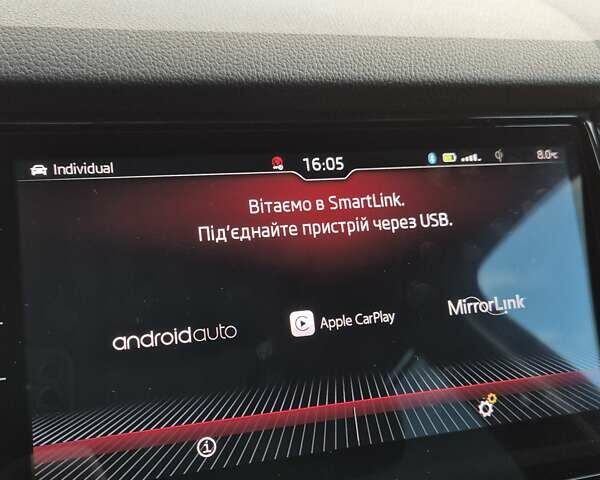 Individual
16:05
8.0°C
Вітаємо в SmartLink.
Під'єднайте пристрій через USB.
androidauto
Apple CarPlay
MirrorLink